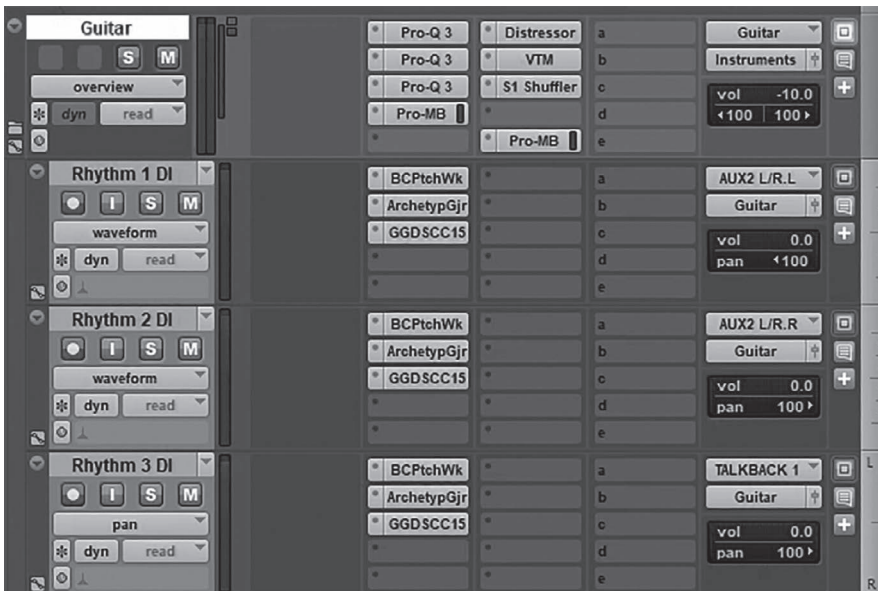 Guitar Pro-Q 3 Distressor a Guitar
S M Pro-Q 3 VTM b Instruments
overview Pro-Q 3 S1 Shuffler c vol -10.0
dyn read Pro-MB d 100 100
Pro-MB e
Rhythm 1 DI BCPtchWk a AUX2 L/R.L
I S M ArchetypGjr b Guitar
waveform GGDSCC15 c vol 0.0
dyn read d pan 100
e
Rhythm 2 DI BCPtchWk a AUX2 L/R.R
I S M ArchetypGjr b Guitar
waveform GGDSCC15 c vol 0.0
dyn read d pan 100
e
Rhythm 3 DI BCPtchWk a TALKBACK 1 L
I S M ArchetypGjr b Guitar
pan GGDSCC15 c vol 0.0
dyn read d pan 100
e R